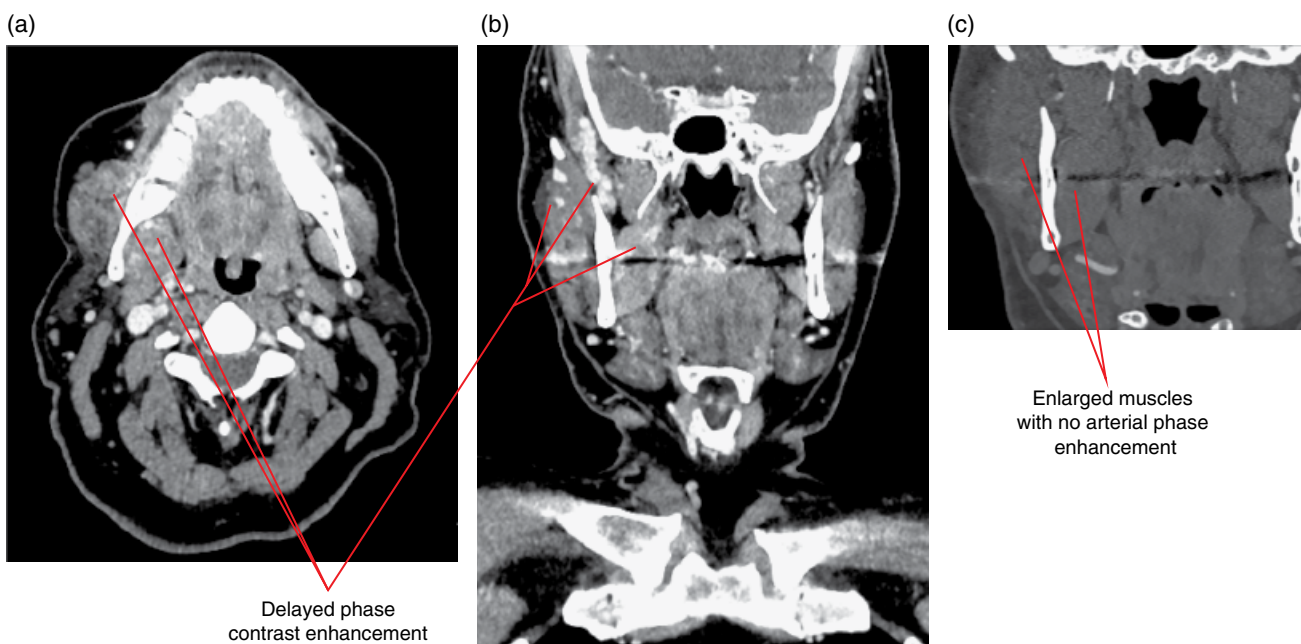 (a)
(b)
(c)
Delayed phase
contrast enhancement
Enlarged muscles
with no arterial phase
enhancement